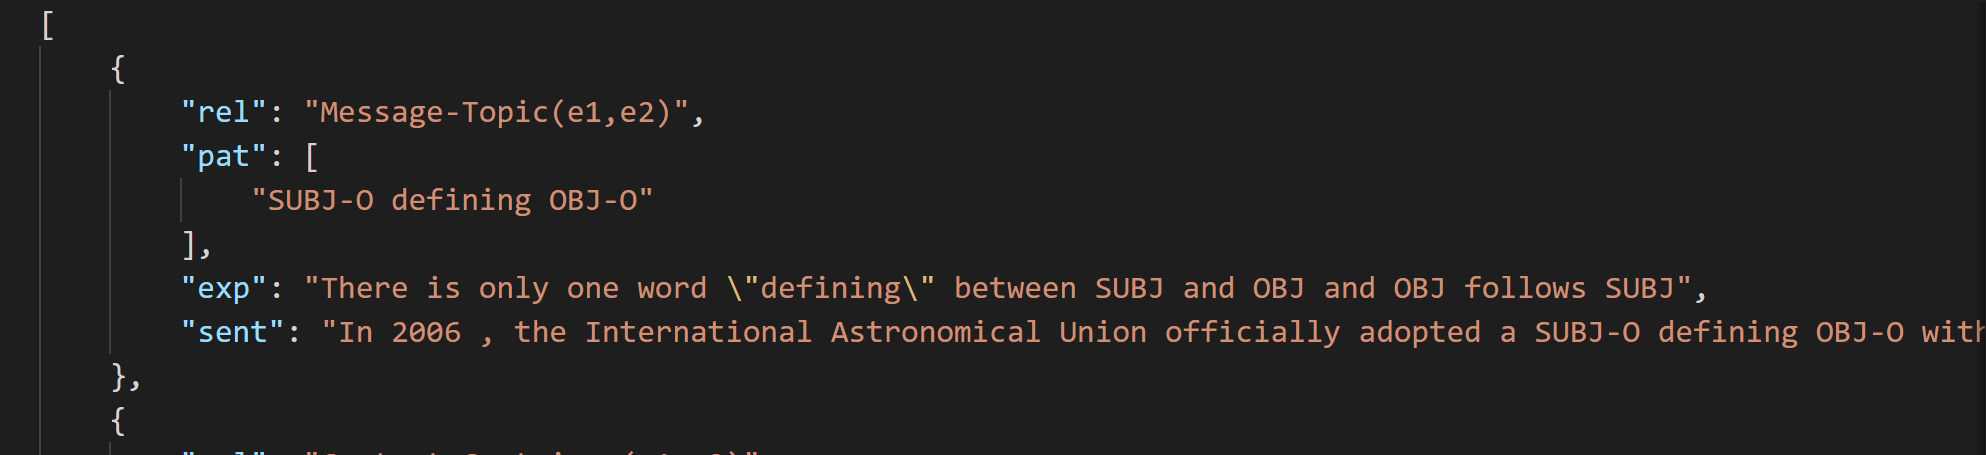 [
{
"rel": "Message-Topic(e1,e2)",
"pat": [
"SUBJ-O defining OBJ-O"
],
"exp": "There is only one word \"defining\" between SUBJ and OBJ and OBJ follows SUBJ",
"sent": "In 2006 , the International Astronomical Union officially adopted a SUBJ-O defining OBJ-O with
},
{